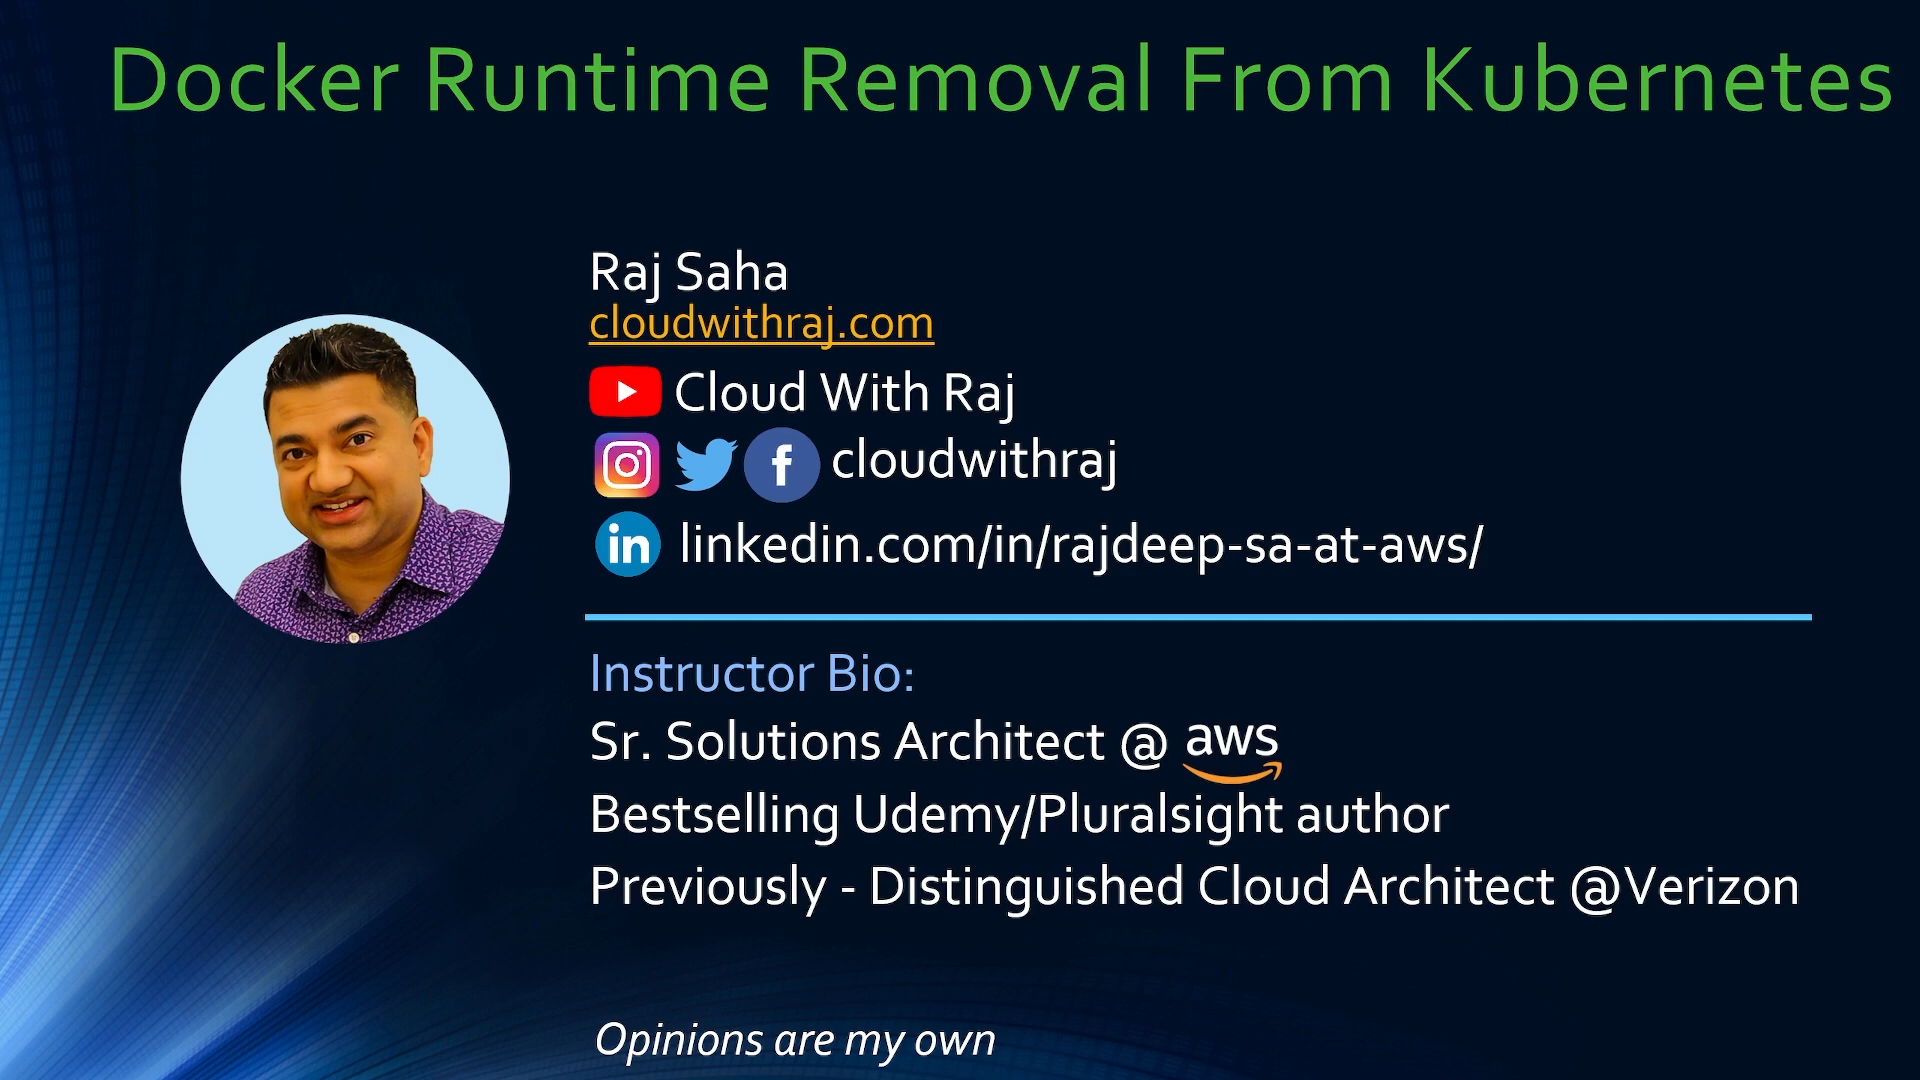 Docker Runtime Removal From Kubernetes
Raj Saha
cloudwithraj.com
Cloud With Raj
cloudwithraj
in linkedin.com/in/rajdeep-sa-at-aws/
Instructor Bio:
Sr. Solutions Architect @ aws
Bestselling Udemy/Pluralsight author
Previously - Distinguished Cloud Architect @Verizon
Opinions are my own